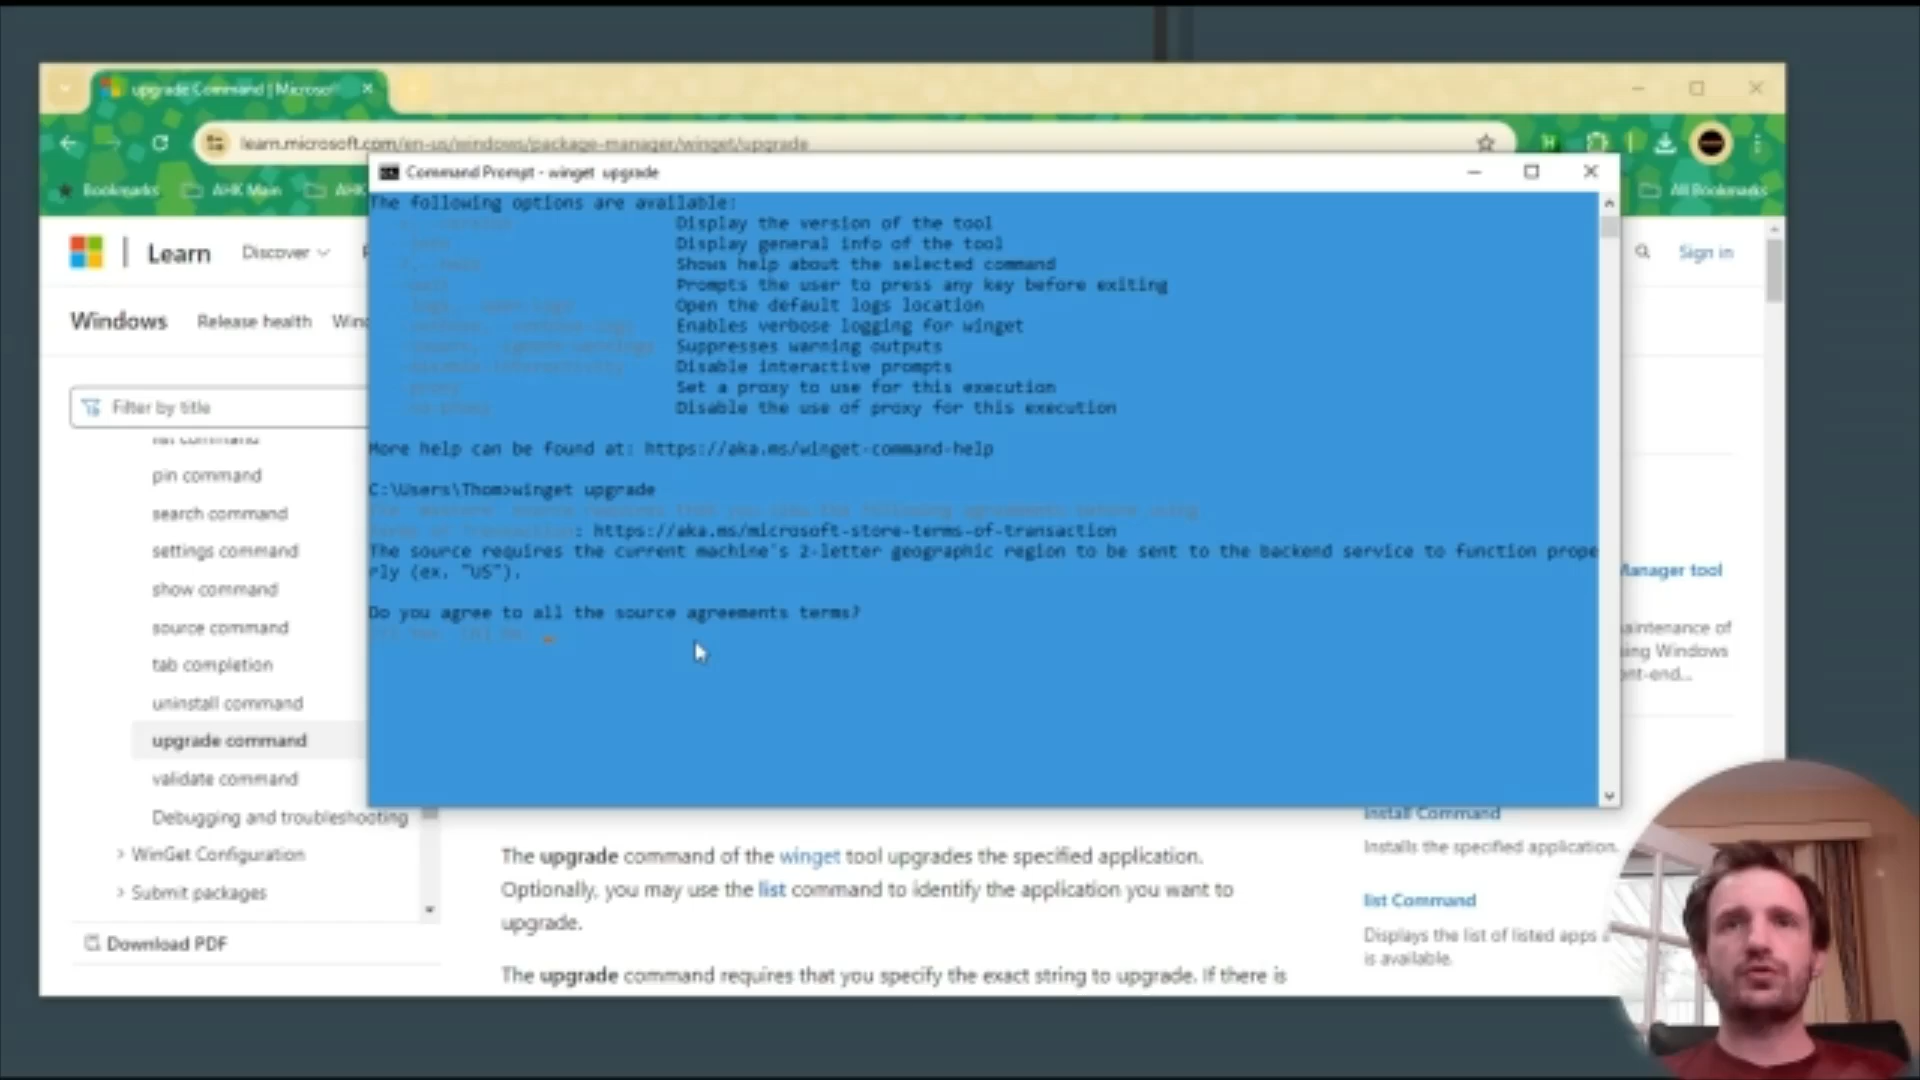 upgrade Command | Microsof
learn.microsoft.com/en-us/windows/package-manager/winget/upgrade
Bookmarks
AHK Main
AHK
All Bookmarks
Command Prompt - winget upgrade
The following options are available:
Display the version of the tool
Display general info of the tool
Shows help about the selected command
Prompts the user to press any key before exiting
Open the default logs location
Enables verbose logging for winget
Suppresses warning outputs
Disable interactive prompts
Set a proxy to use for this execution
Disable the use of proxy for this execution
More help can be found at: https://aka.ms/winget-command-help
C:\Users\Thom>winget upgrade
: https://aka.ms/microsoft-store-terms-of-transaction
The source requires the current machine's 2-letter geographic region to be sent to the backend service to function prope
rly (ex. "US").
Do you agree to all the source agreements terms?
Learn
Discover
Sign in
Windows
Release health
Wind
Filter by title
list command
pin command
search command
settings command
show command
source command
tab completion
uninstall command
upgrade command
validate command
Debugging and troubleshooting
WinGet Configuration
Submit packages
Download PDF
The upgrade command of the winget tool upgrades the specified application.
Optionally, you may use the list command to identify the application you want to
upgrade.
The upgrade command requires that you specify the exact string to upgrade. If there is
Manager tool
aintenance of
ing Windows
ont-end...
Install Command
Installs the specified application.
list Command
Displays the list of listed apps
is available.